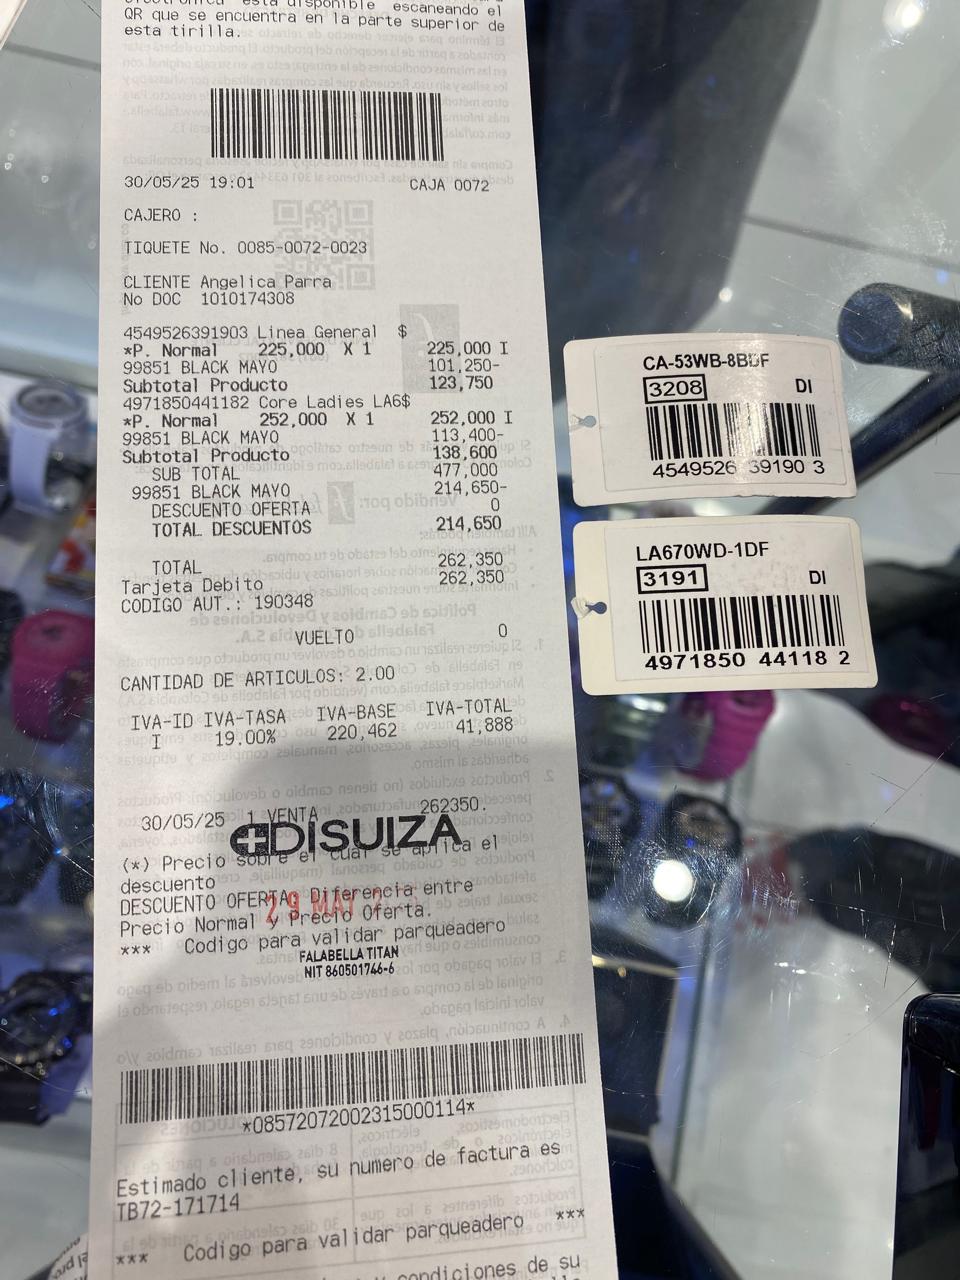 electrónica está disponible escaneando el
QR que se encuentra en la parte superior de
esta tirilla.
30/05/25 19:01 CAJA 0072
CAJERO :
TIQUETE No. 0085-0072-0023
CLIENTE Angelica Parra
No DOC 1010174308
4549526391903 Linea General $
*P. Normal 225,000 X 1 225,000 I
99851 BLACK MAYO 101,250-
Subtotal Producto 123,750
4971850441182 Core Ladies LA6$
*P. Normal 252,000 X 1 252,000 I
99851 BLACK MAYO 113,400-
Subtotal Producto 138,600
SUB TOTAL 477,000
99851 BLACK MAYO 214,650-
DESCUENTO OFERTA 0
TOTAL DESCUENTOS 214,650
TOTAL 262,350
Tarjeta Debito 262,350
CODIGO AUT.: 190348
VUELTO 0
CANTIDAD DE ARTICULOS: 2.00
IVA-ID IVA-TASA IVA-BASE IVA-TOTAL
I 19.00% 220,462 41,888
30/05/25 1 VENTA 262350.
DISUIZA
(*) Precio sobre el cual se aplica el
descuento
DESCUENTO OFERTA: Diferencia entre
29 MAY
Precio Normal y Precio Oferta.
*** Codigo para validar parqueadero
FALABELLA TITAN
NIT 860501746-6
*08572072002315000114*
Estimado cliente, su numero de factura es
TB72-171714
*** Codigo para validar parqueadero ***
condiciones de su
CA-53WB-8BDF
3208 DI
4549526 39190 3
LA670WD-1DF
3191 DI
4971850 44118 2